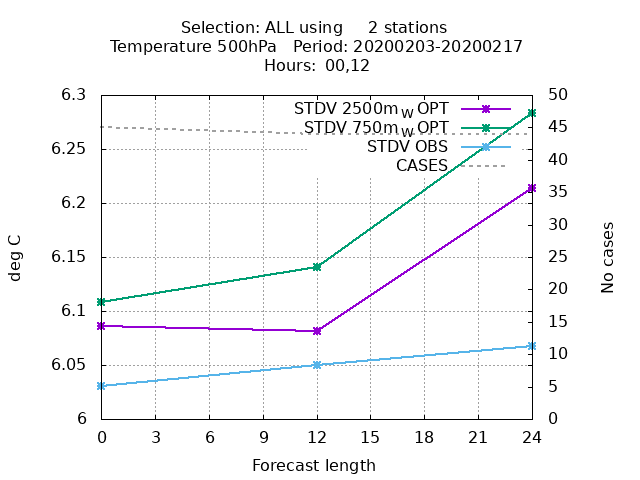 Selection: ALL using 2 stations
Temperature 500hPa Period: 20200203-20200217
Hours: 00,12
STDV 2500m W OPT
STDV 750m W OPT
STDV OBS
CASES
6.3
6.25
6.2
6.15
6.1
6.05
6
deg C
50
45
40
35
30
25
20
15
10
5
0
No cases
0 3 6 9 12 15 18 21 24
Forecast length